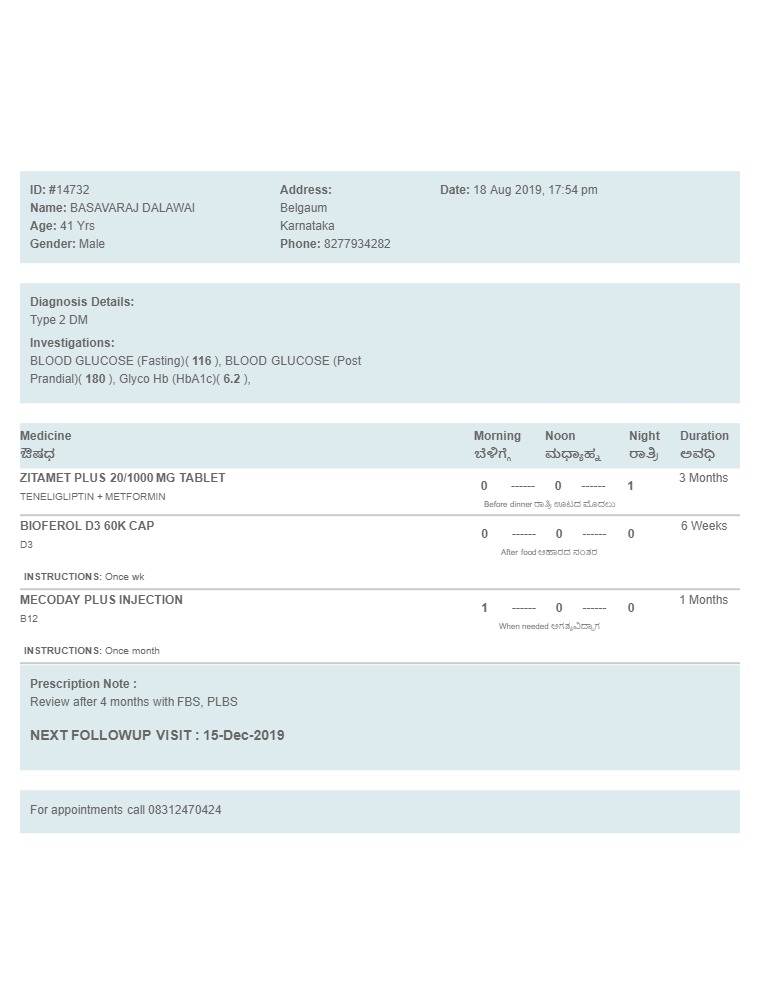 ID: #14732
Name: BASAVARAJ DALAWAI
Age: 41 Yrs
Gender: Male
Address:
Belgaum
Karnataka
Phone: 8277934282
Date: 18 Aug 2019, 17:54 pm
Diagnosis Details:
Type 2 DM
Investigations:
BLOOD GLUCOSE (Fasting)( 116 ), BLOOD GLUCOSE (Post
Prandial)( 180 ), Glyco Hb (HbA1c)( 6.2 ),
Medicine Morning Noon Night Duration
ಔಷಧ ಬೆಳಿಗ್ಗೆ ಮಧ್ಯಾಹ್ನ ರಾತ್ರಿ ಅವಧಿ
ZITAMET PLUS 20/1000 MG TABLET 0 ------ 0 ------ 1 3 Months
TENELIGLIPTIN + METFORMIN
Before dinner ರಾತ್ರಿ ಊಟದ ಮೊದಲು
BIOFEROL D3 60K CAP 0 ------ 0 ------ 0 6 Weeks
D3
After food ಆಹಾರದ ನಂತರ
INSTRUCTIONS: Once wk
MECODAY PLUS INJECTION 1 ------ 0 ------ 0 1 Months
B12
When needed ಅಗತ್ಯವಿದ್ದಾಗ
INSTRUCTIONS: Once month
Prescription Note :
Review after 4 months with FBS, PLBS
NEXT FOLLOWUP VISIT : 15-Dec-2019
For appointments call 08312470424